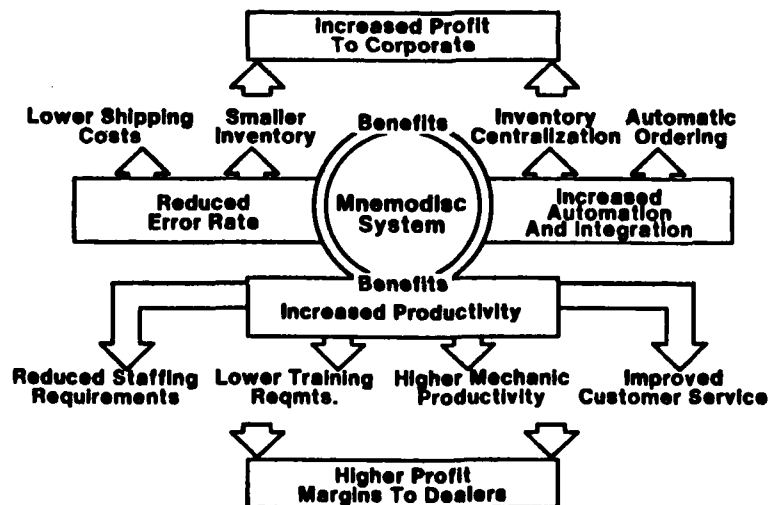 Increased Profit
To Corporate
Lower Shipping
Costs
Smaller
Inventory
Benefits
Inventory
Centralization
Automatic
Ordering
Reduced
Error Rate
Mnemodisc
System
Increased
Automation
And Integration
Benefits
Increased Productivity
Reduced Staffing
Requirements
Lower Training
Reqmts.
Higher Mechanic
Productivity
Improved
Customer Service
Higher Profit
Margins To Dealers